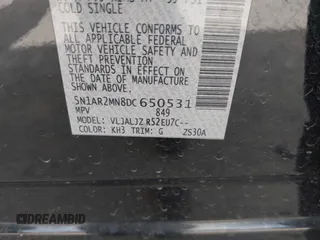 COLD SINGLE
THIS VEHICLE CONFORMS TO ALL
APPLICABLE FEDERAL MOTOR
VEHICLE SAFETY, AND
THEFT PREVENTION STANDARDS
IN EFFECT ON THE DATE OF
MANUFACTURE SHOWN ABOVE.
5N1AR2MN8DC650531
MPV 849
MODEL: VLJALJZ R52EU7C--
COLOR: KH3 TRIM: G ZS30A
DREAMBID